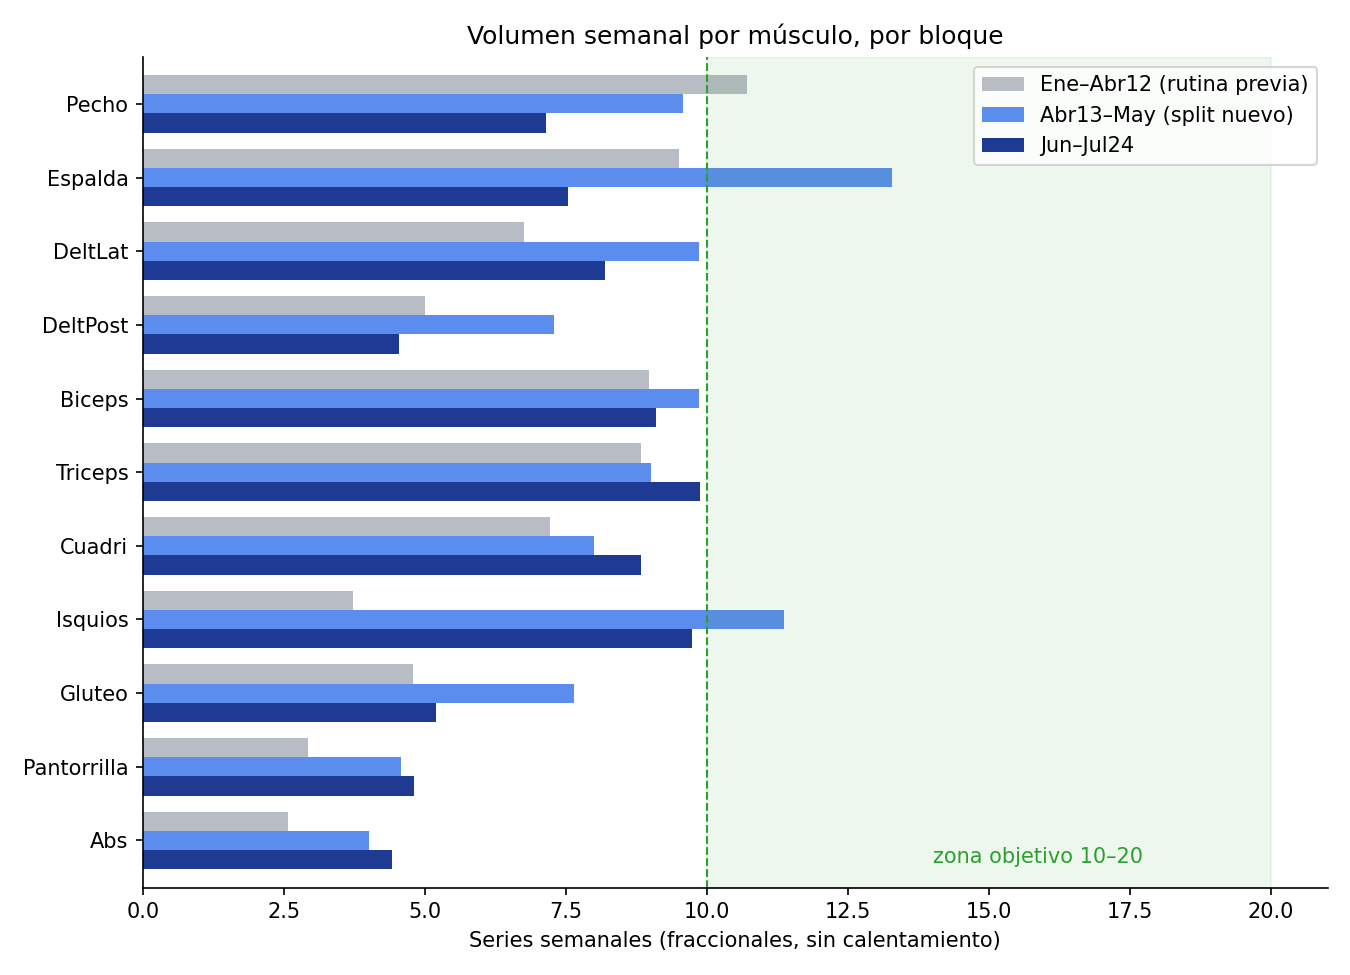 Volumen semanal por músculo, por bloque
Ene–Abr12 (rutina previa)
Abr13–May (split nuevo)
Jun–Jul24
Pecho
Espalda
DeltLat
DeltPost
Biceps
Triceps
Cuadri
Isquios
Gluteo
Pantorrilla
Abs
zona objetivo 10–20
0.0 2.5 5.0 7.5 10.0 12.5 15.0 17.5 20.0
Series semanales (fraccionales, sin calentamiento)